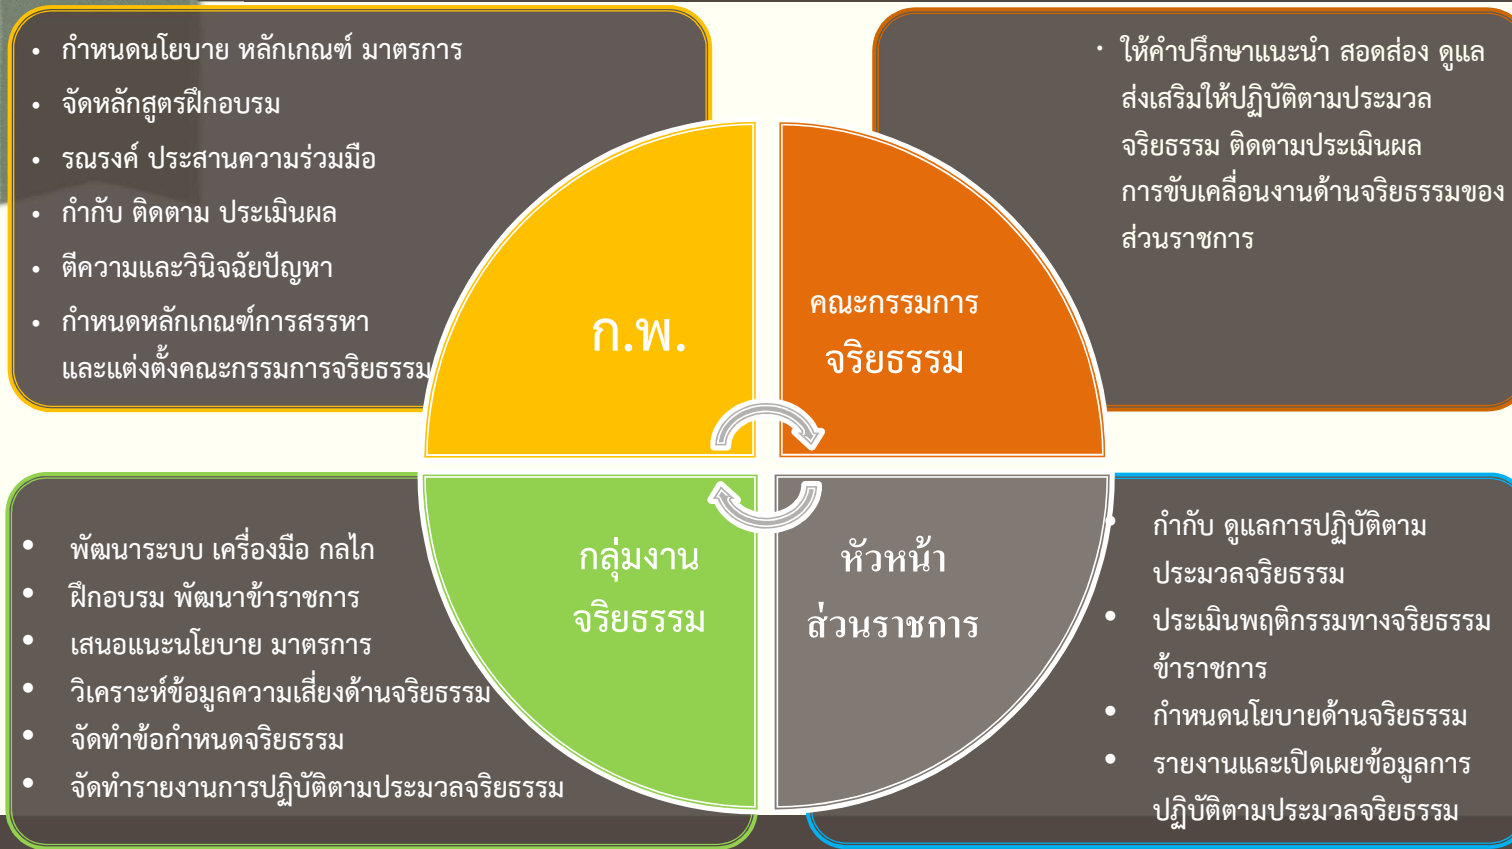 • กำหนดนโยบาย หลักเกณฑ์ มาตรการ
• จัดหลักสูตรฝึกอบรม
• รณรงค์ ประสานความร่วมมือ
• กำกับ ติดตาม ประเมินผล
• ตีความและวินิจฉัยปัญหา
• กำหนดหลักเกณฑ์การสรรหา
และแต่งตั้งคณะกรรมการจริยธรรม
ก.พ.
• ให้คำปรึกษาแนะนำ สอดส่อง ดูแล
ส่งเสริมให้ปฏิบัติตามประมวล
จริยธรรม ติดตามประเมินผล
การขับเคลื่อนงานด้านจริยธรรมของ
ส่วนราชการ
คณะกรรมการ
จริยธรรม
• พัฒนาระบบ เครื่องมือ กลไก
• ฝึกอบรม พัฒนาข้าราชการ
• เสนอแนะนโยบาย มาตรการ
• วิเคราะห์ข้อมูลความเสี่ยงด้านจริยธรรม
• จัดทำข้อกำหนดจริยธรรม
• จัดทำรายงานการปฏิบัติตามประมวลจริยธรรม
กลุ่มงาน
จริยธรรม
หัวหน้า
ส่วนราชการ
• กำกับ ดูแลการปฏิบัติตาม
ประมวลจริยธรรม
• ประเมินพฤติกรรมทางจริยธรรม
ข้าราชการ
• กำหนดนโยบายด้านจริยธรรม
• รายงานและเปิดเผยข้อมูลการ
ปฏิบัติตามประมวลจริยธรรม